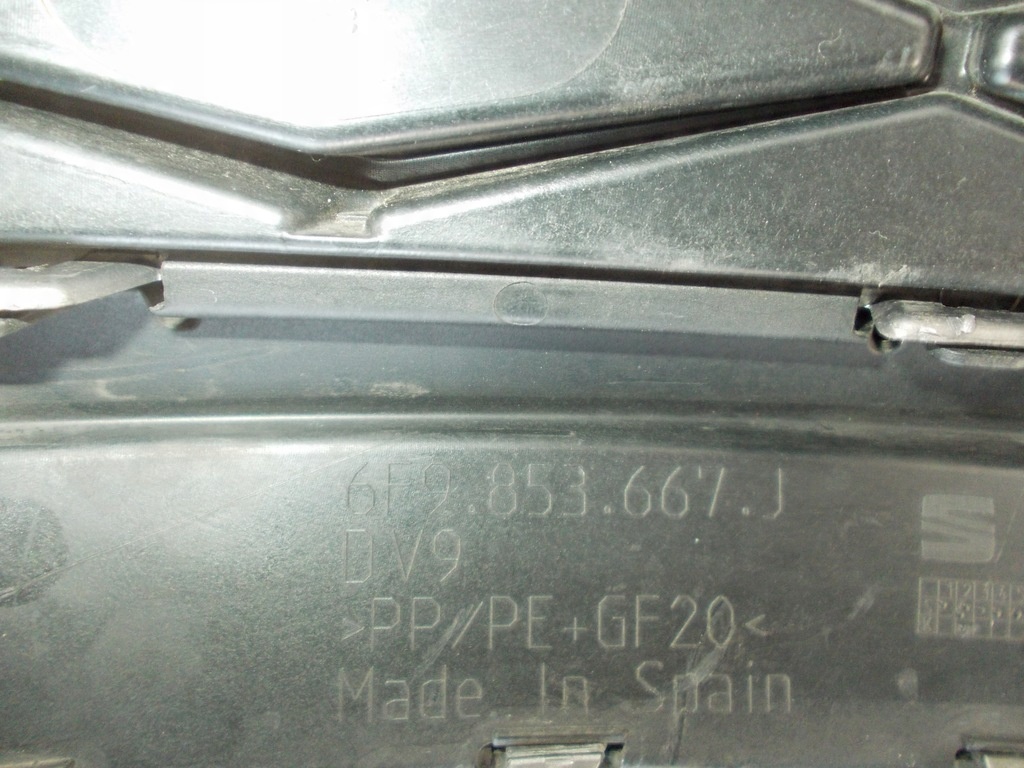 6F9.853.667.J
DV9
>PP/PE+GF20<
Made In Spain